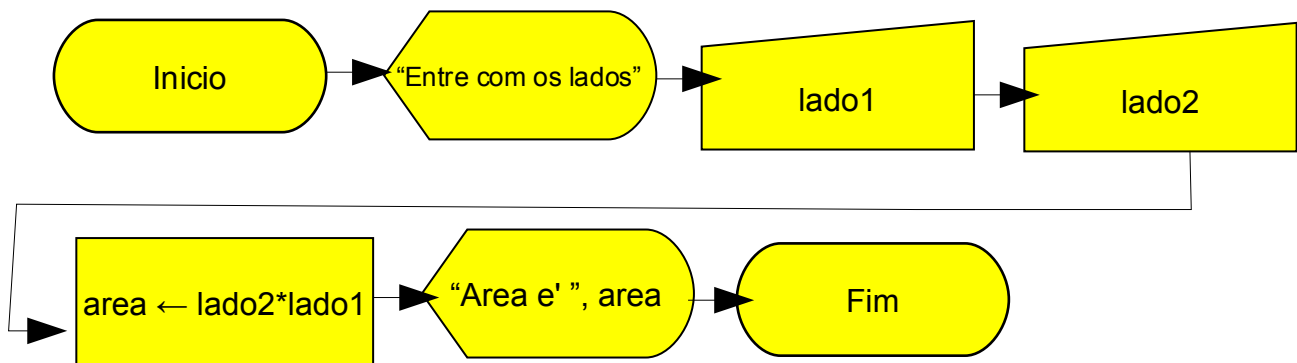 Inicio
“Entre com os lados”
lado1
lado2
area ← lado2*lado1
“Area e' ”, area
Fim